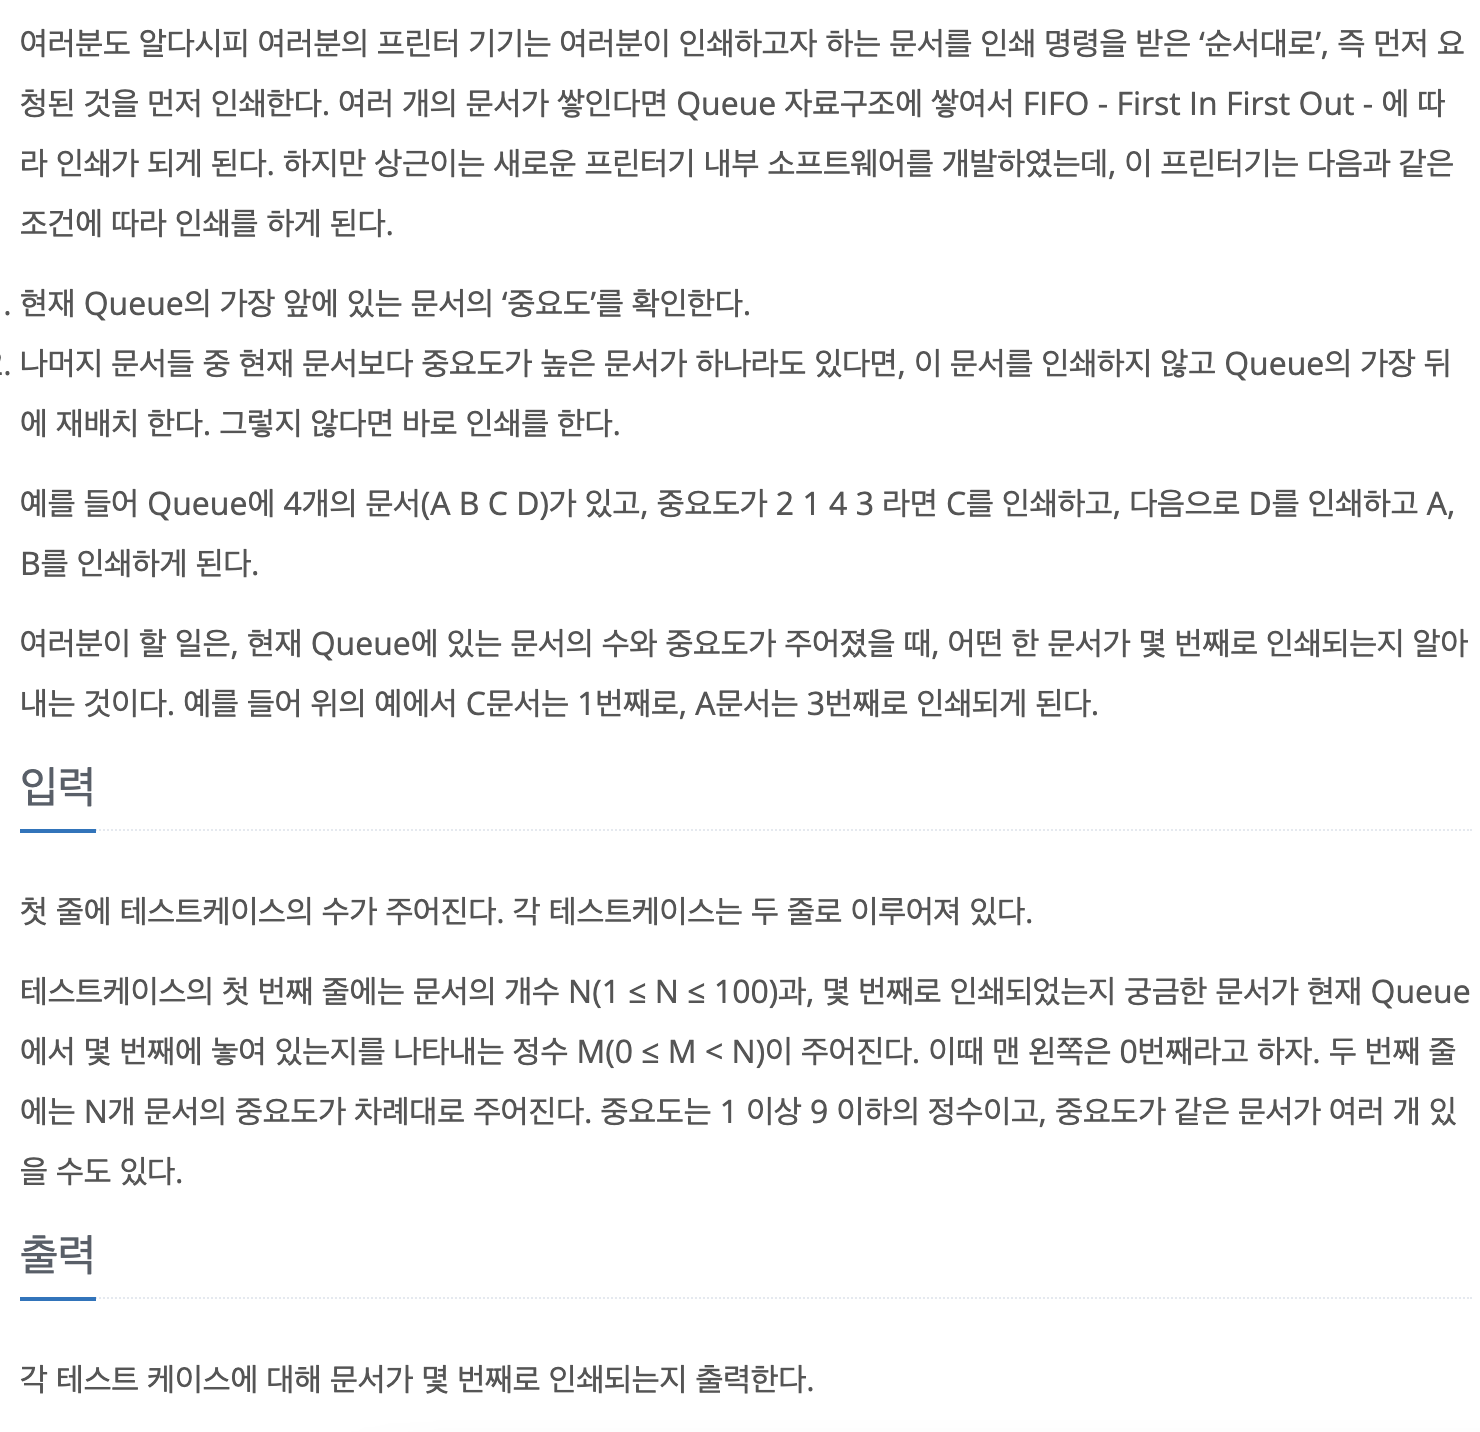 여러분도 알다시피 여러분의 프린터 기기는 여러분이 인쇄하고자 하는 문서를 인쇄 명령을 받은 ‘순서대로’, 즉 먼저 요
청된 것을 먼저 인쇄한다. 여러 개의 문서가 쌓인다면 Queue 자료구조에 쌓여서 FIFO - First In First Out - 에 따
라 인쇄가 되게 된다. 하지만 상근이는 새로운 프린터기 내부 소프트웨어를 개발하였는데, 이 프린터기는 다음과 같은
조건에 따라 인쇄를 하게 된다.
. 현재 Queue의 가장 앞에 있는 문서의 ‘중요도’를 확인한다.
. 나머지 문서들 중 현재 문서보다 중요도가 높은 문서가 하나라도 있다면, 이 문서를 인쇄하지 않고 Queue의 가장 뒤
에 재배치 한다. 그렇지 않다면 바로 인쇄를 한다.
예를 들어 Queue에 4개의 문서(A B C D)가 있고, 중요도가 2 1 4 3 라면 C를 인쇄하고, 다음으로 D를 인쇄하고 A,
B를 인쇄하게 된다.
여러분이 할 일은, 현재 Queue에 있는 문서의 수와 중요도가 주어졌을 때, 어떤 한 문서가 몇 번째로 인쇄되는지 알아
내는 것이다. 예를 들어 위의 예에서 C문서는 1번째로, A문서는 3번째로 인쇄되게 된다.
입력
첫 줄에 테스트케이스의 수가 주어진다. 각 테스트케이스는 두 줄로 이루어져 있다.
테스트케이스의 첫 번째 줄에는 문서의 개수 N(1 ≤ N ≤ 100)과, 몇 번째로 인쇄되었는지 궁금한 문서가 현재 Queue
에서 몇 번째에 놓여 있는지를 나타내는 정수 M(0 ≤ M < N)이 주어진다. 이때 맨 왼쪽은 0번째라고 하자. 두 번째 줄
에는 N개 문서의 중요도가 차례대로 주어진다. 중요도는 1 이상 9 이하의 정수이고, 중요도가 같은 문서가 여러 개 있
을 수도 있다.
출력
각 테스트 케이스에 대해 문서가 몇 번째로 인쇄되는지 출력한다.